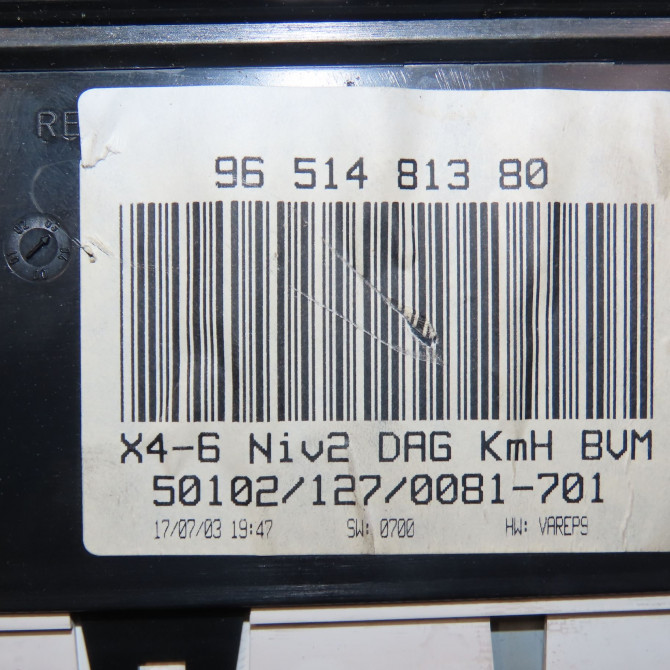 RE
96 514 813 80
X4-6 Niv2 DAG KmH BVM
50102/127/0081-701
17/07/03 19:47 SW: 0700 HW: VAREPS